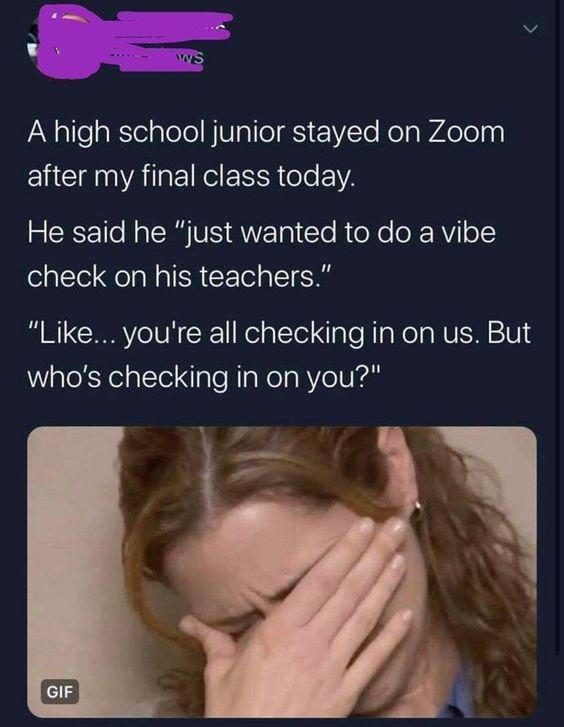 ws
A high school junior stayed on Zoom
after my final class today.
He said he "just wanted to do a vibe
check on his teachers."
"Like... you're all checking in on us. But
who's checking in on you?"
GIF